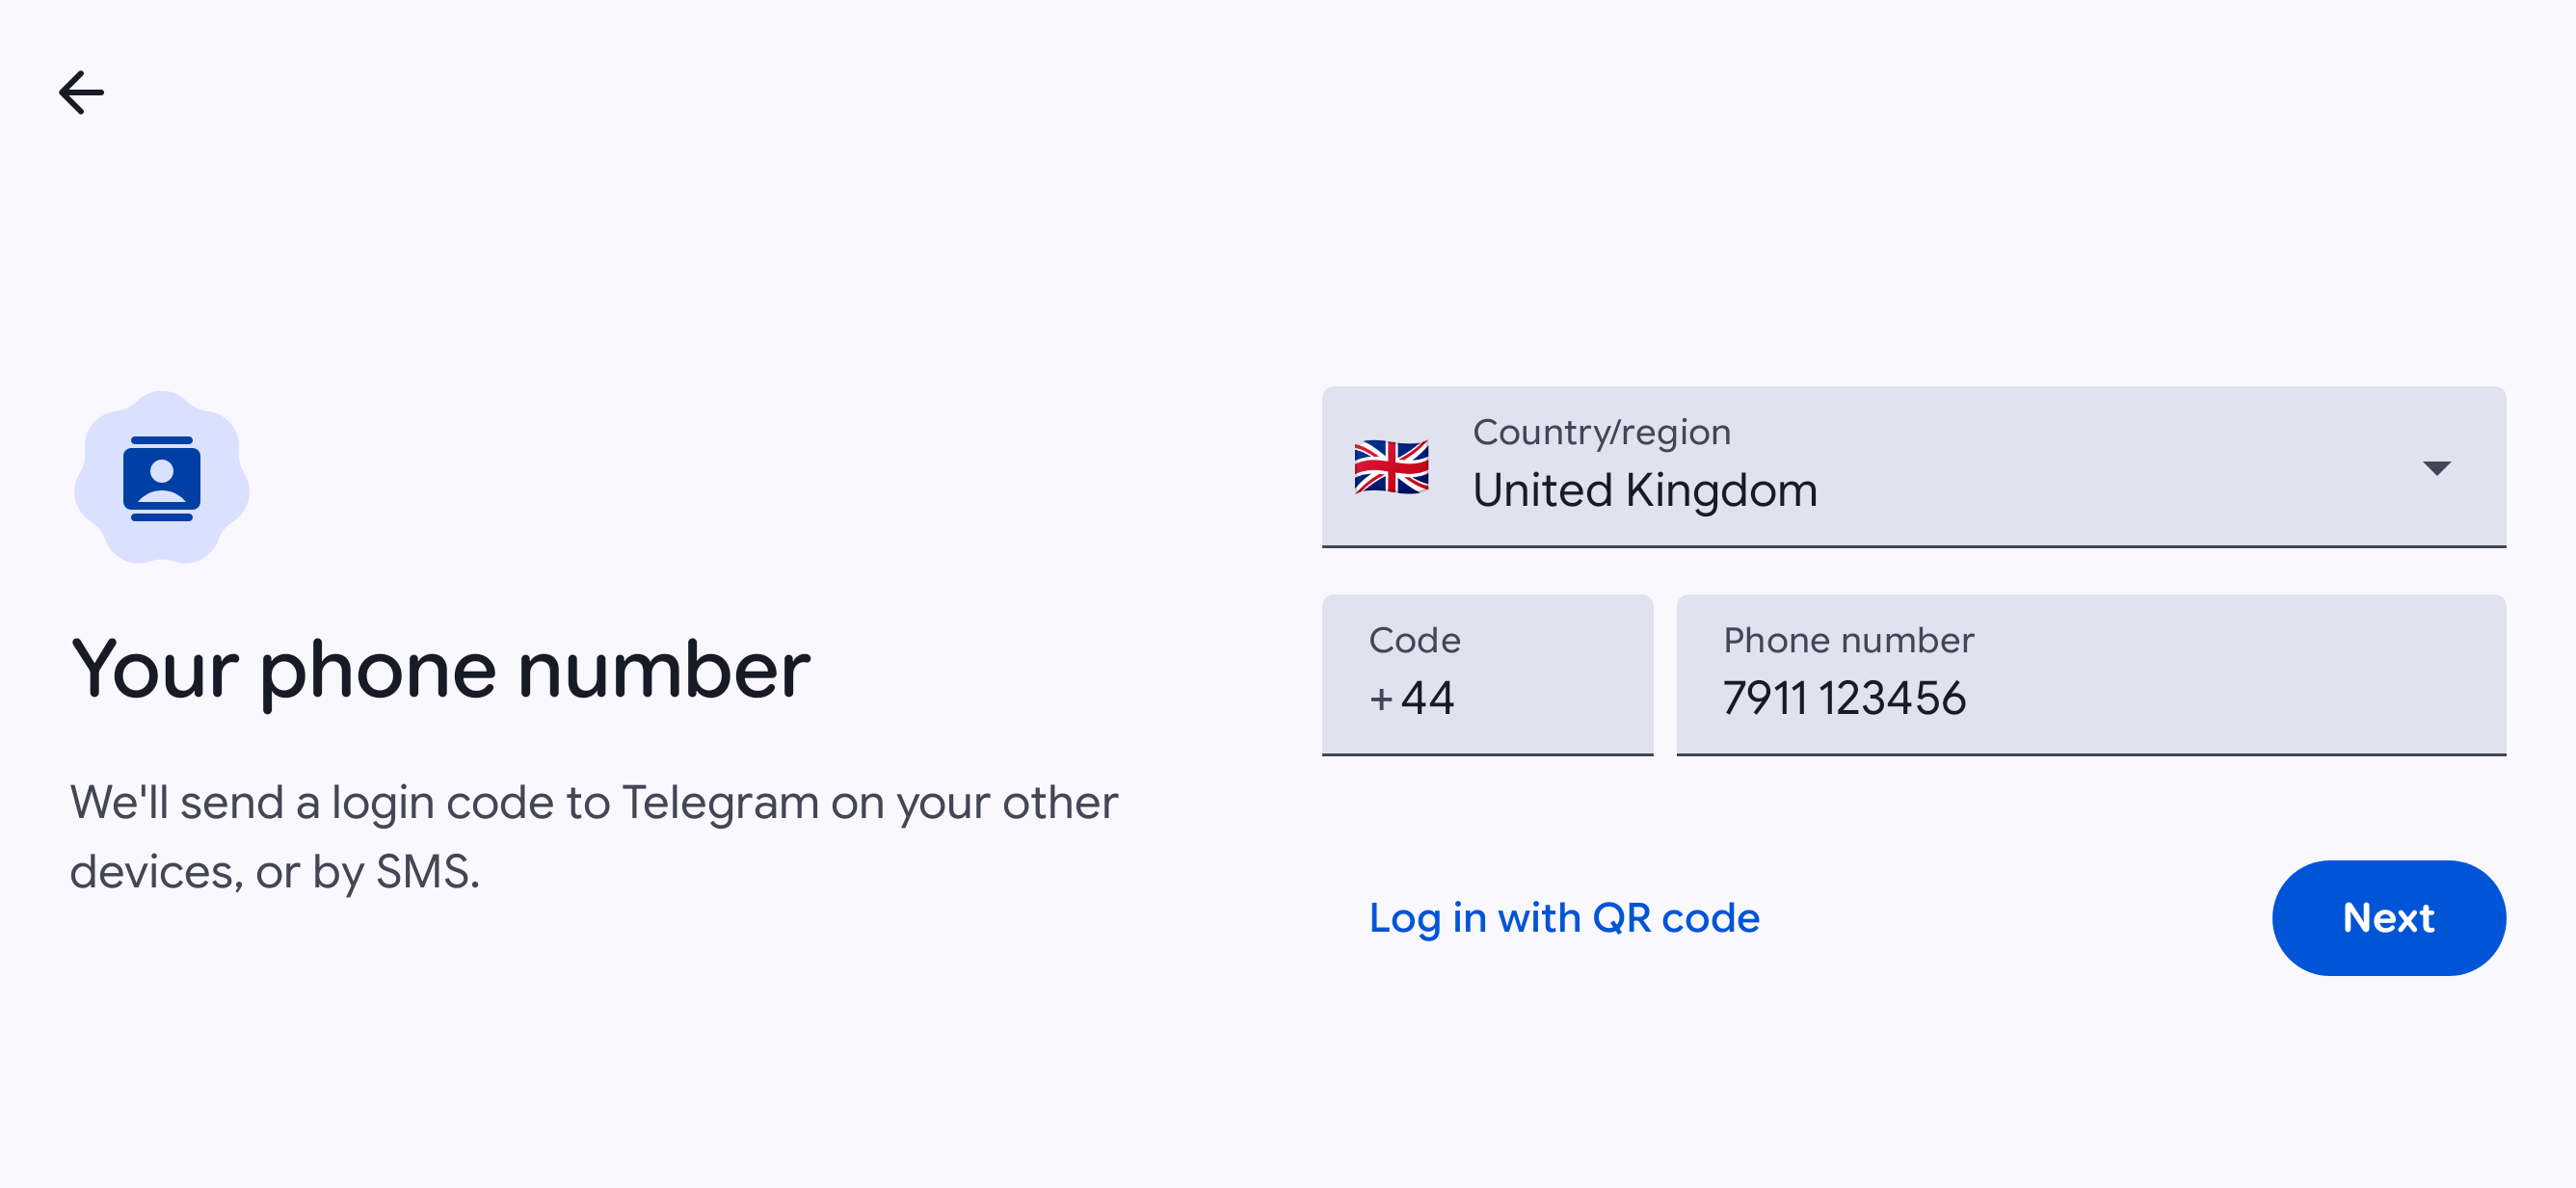 Your phone number
We'll send a login code to Telegram on your other
devices, or by SMS.
Country/region
United Kingdom
Code
+ 44
Phone number
7911 123456
Log in with QR code
Next